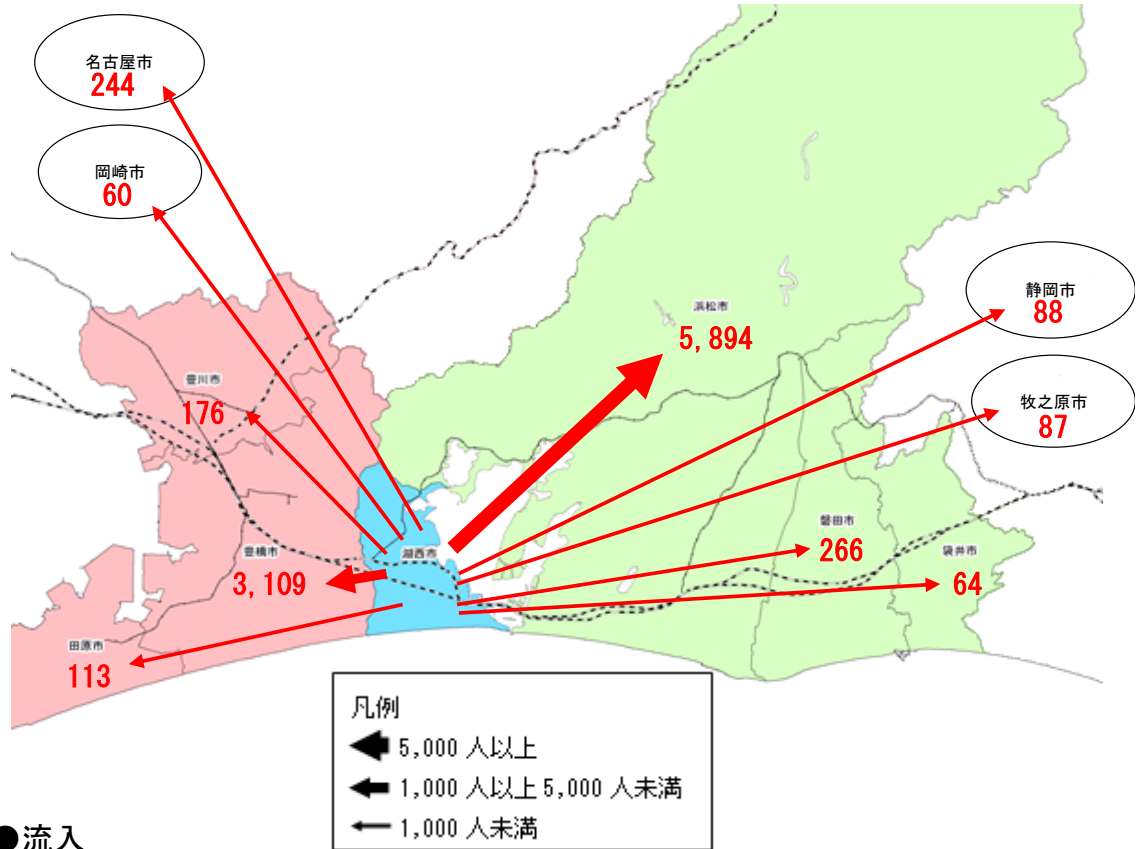 名古屋市
244
岡崎市
60
静岡市
88
浜松市
5,894
牧之原市
87
豊川市
176
磐田市
266
袋井市
64
湖西市
豊橋市
3,109
田原市
113
凡例
5,000 人以上
1,000 人以上 5,000 人未満
1,000 人未満
●流入